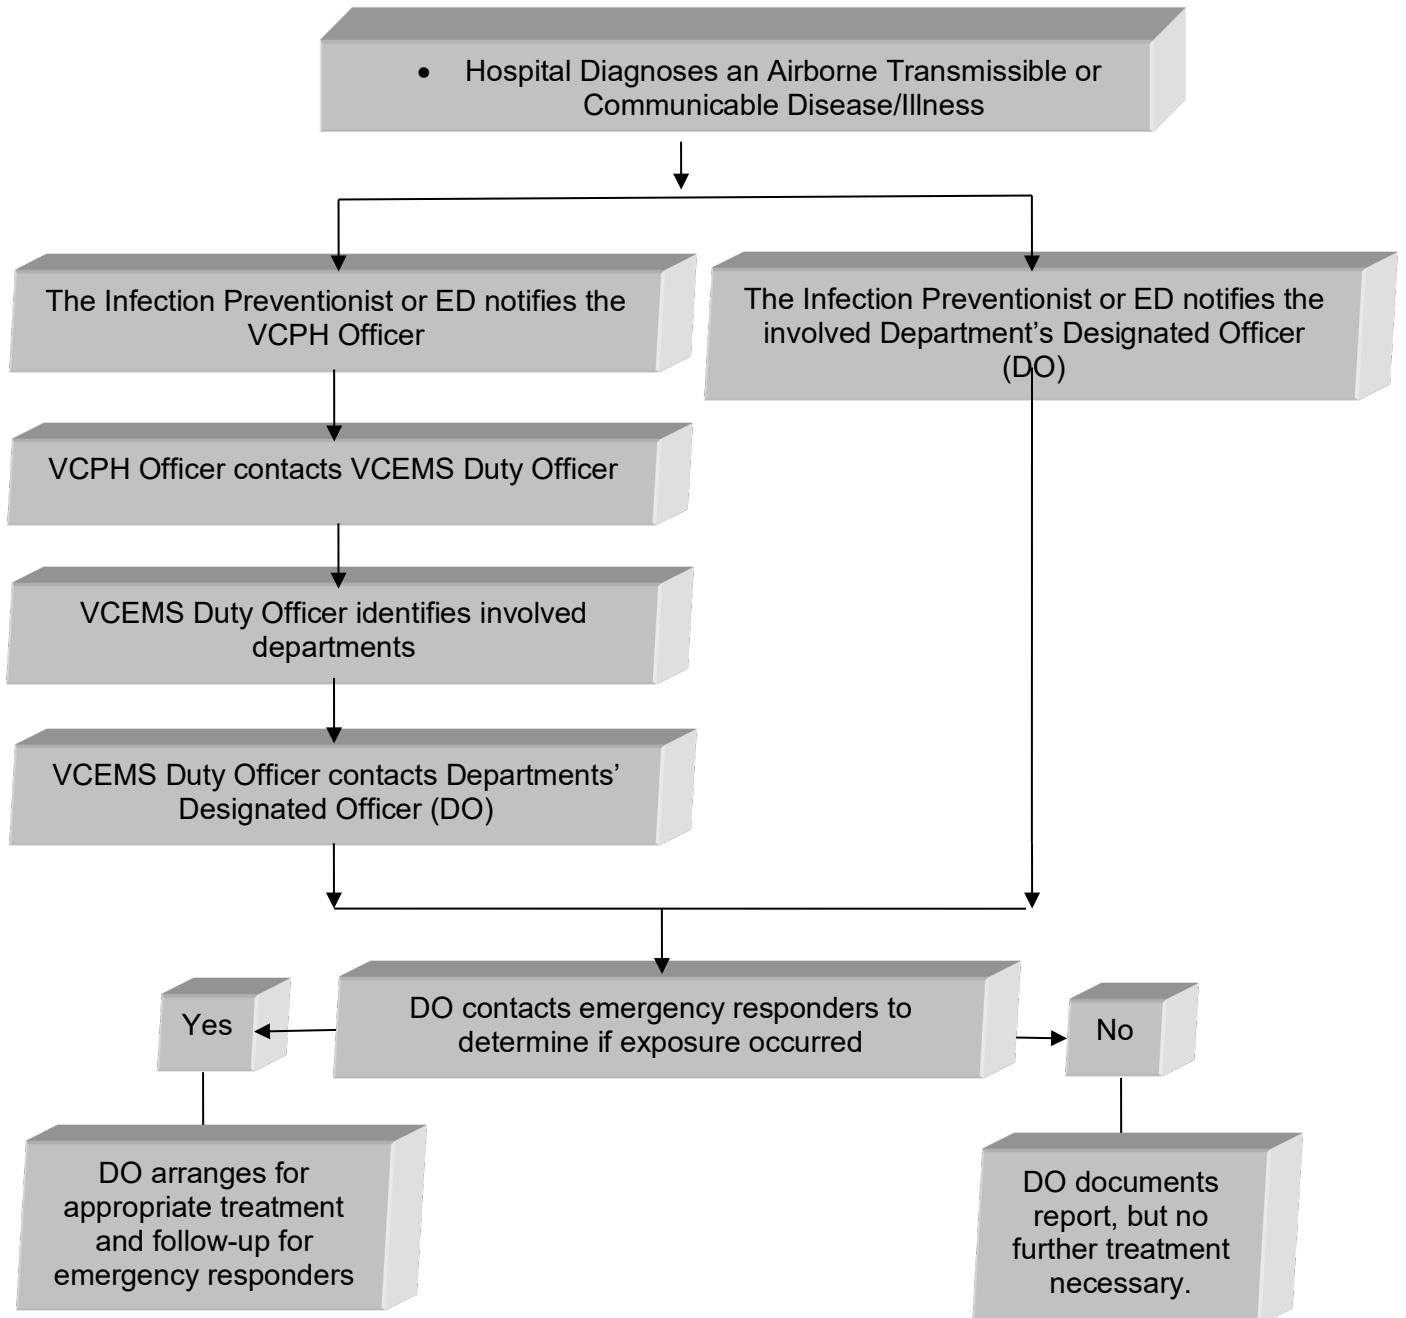 • Hospital Diagnoses an Airborne Transmissible or
Communicable Disease/Illness
The Infection Preventionist or ED notifies the
VCPH Officer
The Infection Preventionist or ED notifies the
involved Department’s Designated Officer
(DO)
VCPH Officer contacts VCEMS Duty Officer
VCEMS Duty Officer identifies involved
departments
VCEMS Duty Officer contacts Departments’
Designated Officer (DO)
DO contacts emergency responders to
determine if exposure occurred
Yes
No
DO arranges for
appropriate treatment
and follow-up for
emergency responders
DO documents
report, but no
further treatment
necessary.